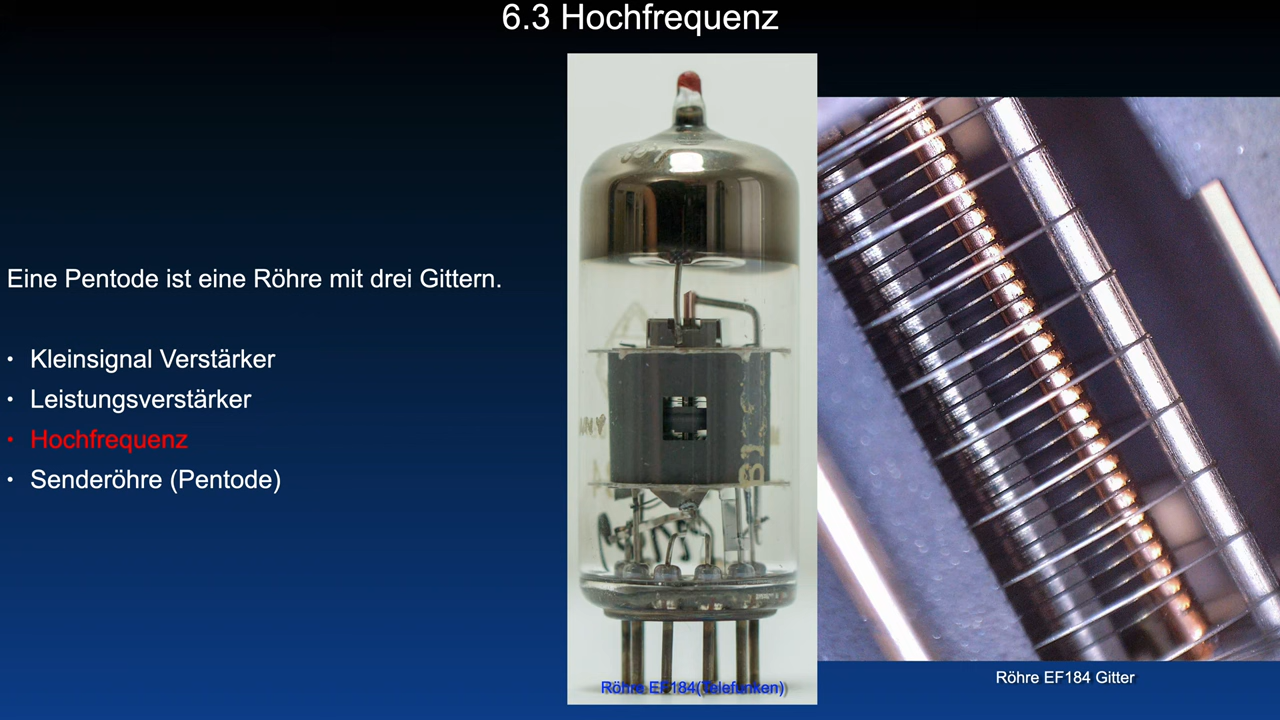 6.3 Hochfrequenz
Eine Pentode ist eine Röhre mit drei Gittern.
• Kleinsignal Verstärker
• Leistungsverstärker
• Hochfrequenz
• Senderöhre (Pentode)
Röhre EF184(Telefunken)
Röhre EF184 Gitter